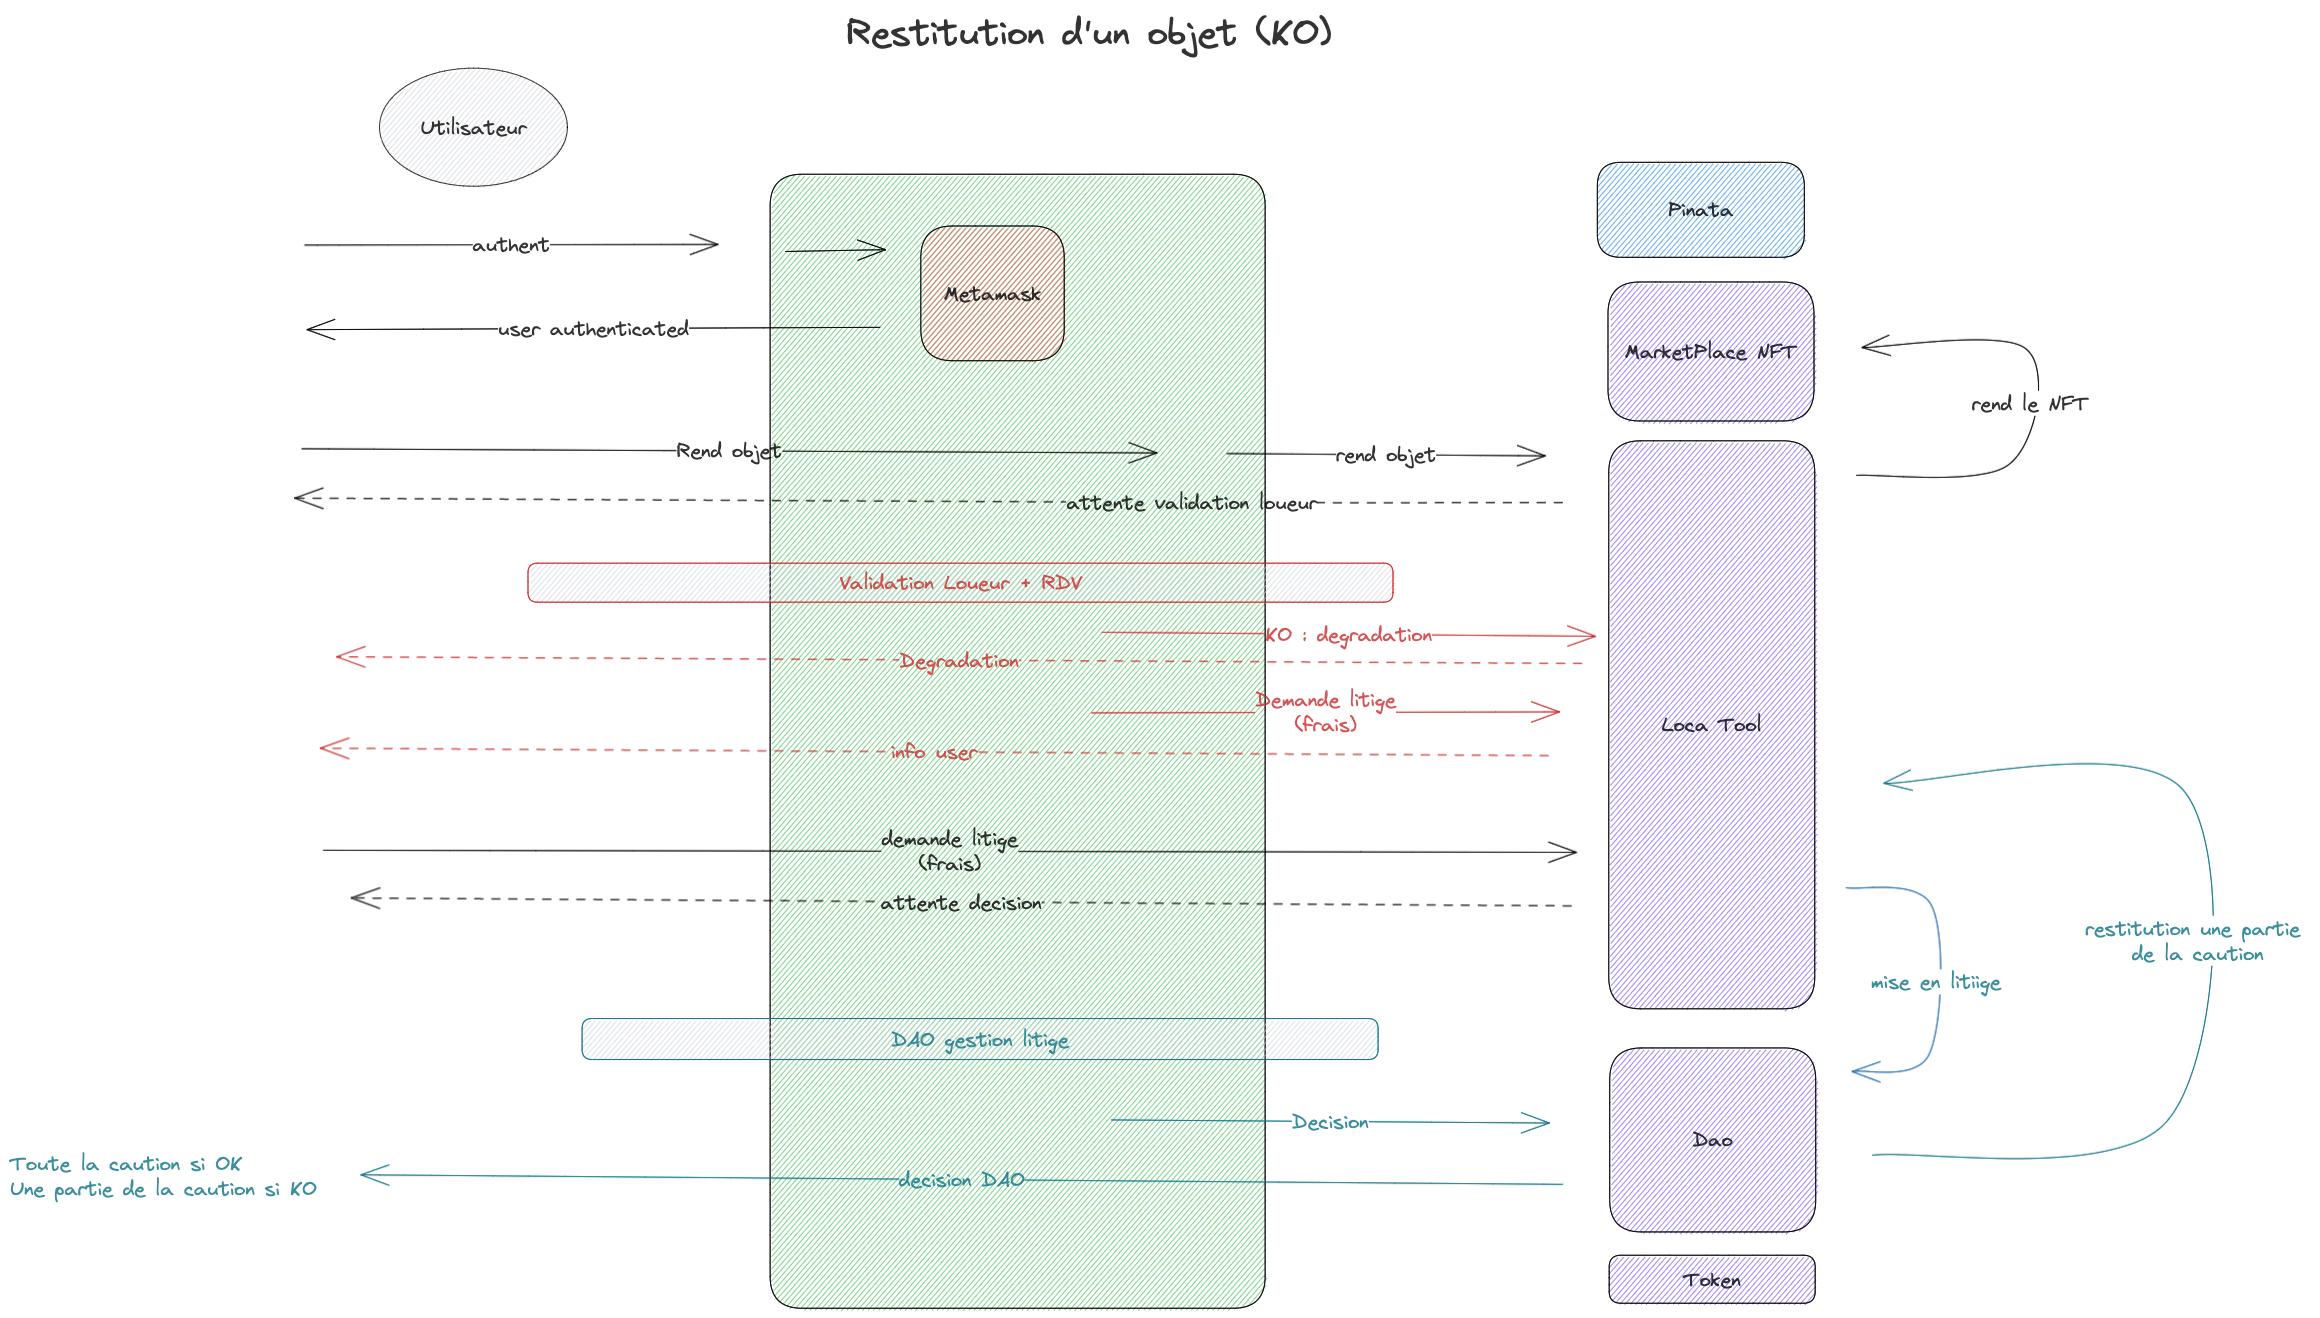 Restitution d'un objet (KO)
Utilisateur
Pinata
authent
Metamask
MarketPlace NFT
user authenticated
rend le NFT
Rend objet
rend objet
attente validation loueur
Validation Loueur + RDV
KO : degradation
Degradation
Demande litige
(frais)
Loca Tool
info user
demande litige
(frais)
attente decision
restitution une partie
de la caution
mise en litiige
DAO gestion litige
Decision
Dao
Toute la caution si OK
Une partie de la caution si KO
decision DAO
Token